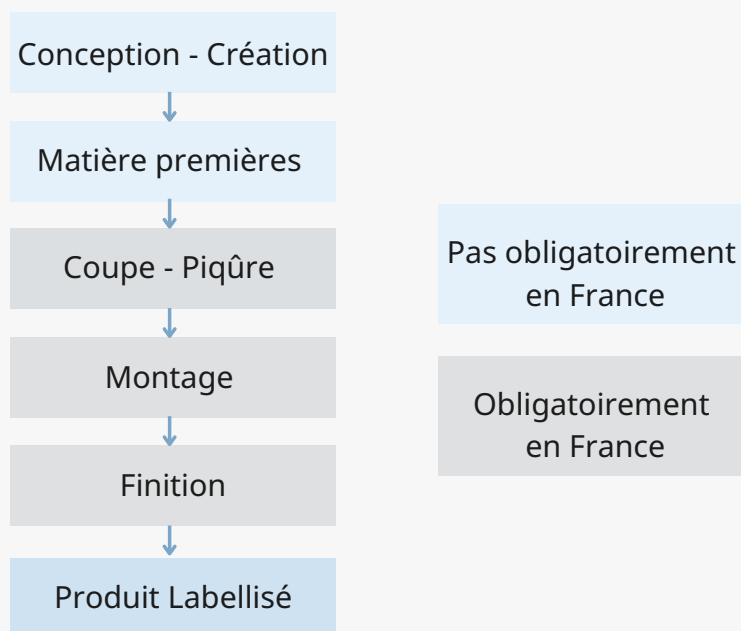 Conception - Création
Matière premières
Coupe - Piqûre
Montage
Finition
Produit Labellisé
Pas obligatoirement
en France
Obligatoirement
en France